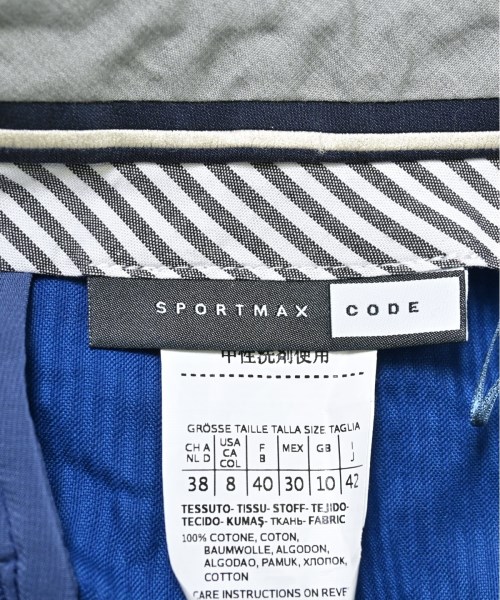 SPORTMAX CODE
中性洗剤使用
GRÖSSE TAILLE TALLA SIZE TAGLIA
CH A NL D USA CA COL F B MEX GB I J
38 8 40 30 10 42
TESSUTO- TISSU- STOFF- TEJIDO-
TECIDO- KUMAŞ- ТКАНЬ- FABRIC
100% COTONE, COTON,
BAUMWOLLE, ALGODON,
ALGODAO, PAMUK, ХЛОПОК,
COTTON
CARE INSTRUCTIONS ON REVE